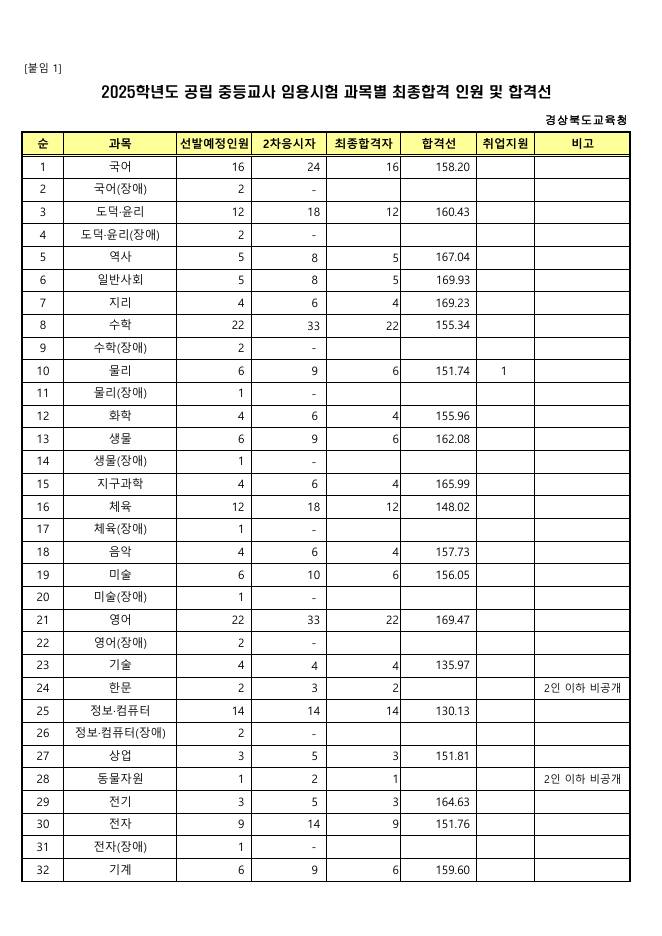 [붙임 1]
2025학년도 공립 중등교사 임용시험 과목별 최종합격 인원 및 합격선
경상북도교육청
순 과목 선발예정인원 2차응시자 최종합격자 합격선 취업지원 비고
1 국어 16 24 16 158.20
2 국어(장애) 2 -
3 도덕·윤리 12 18 12 160.43
4 도덕·윤리(장애) 2 -
5 역사 5 8 5 167.04
6 일반사회 5 8 5 169.93
7 지리 4 6 4 169.23
8 수학 22 33 22 155.34
9 수학(장애) 2 -
10 물리 6 9 6 151.74 1
11 물리(장애) 1 -
12 화학 4 6 4 155.96
13 생물 6 9 6 162.08
14 생물(장애) 1 -
15 지구과학 4 6 4 165.99
16 체육 12 18 12 148.02
17 체육(장애) 1 -
18 음악 4 6 4 157.73
19 미술 6 10 6 156.05
20 미술(장애) 1 -
21 영어 22 33 22 169.47
22 영어(장애) 2 -
23 기술 4 4 4 135.97
24 한문 2 3 2 2인 이하 비공개
25 정보·컴퓨터 14 14 14 130.13
26 정보·컴퓨터(장애) 2 -
27 상업 3 5 3 151.81
28 동물자원 1 2 1 2인 이하 비공개
29 전기 3 5 3 164.63
30 전자 9 14 9 151.76
31 전자(장애) 1 -
32 기계 6 9 6 159.60